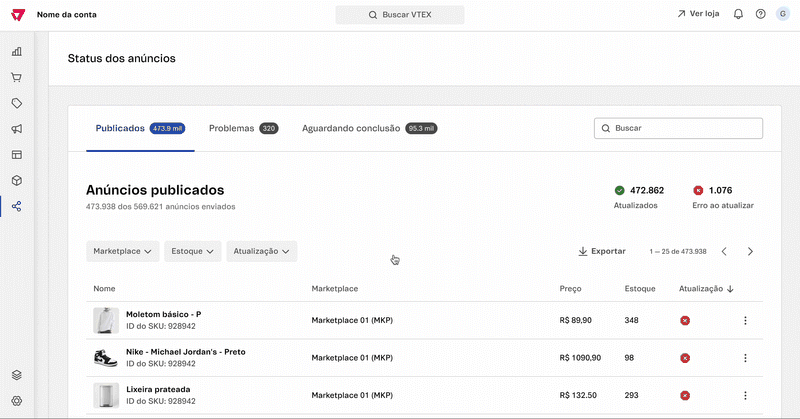 Nome da conta
Buscar VTEX
Ver loja
G
Status dos anúncios
Publicados 473.9 mil
Problemas 320
Aguardando conclusão 95.3 mil
Buscar
Anúncios publicados
473.938 dos 569.621 anúncios enviados
472.862
Atualizados
1.076
Erro ao atualizar
Marketplace
Estoque
Atualização
Exportar
1 – 25 de 473.938
Nome Marketplace Preço Estoque Atualização
Moletom básico - P
ID do SKU: 928942
Marketplace 01 (MKP) R$ 89,90 348
Nike - Michael Jordan's - Preto
ID do SKU: 928942
Marketplace 01 (MKP) R$ 1090,90 98
Lixeira prateada
ID do SKU: 928942
Marketplace 01 (MKP) R$ 132.50 293